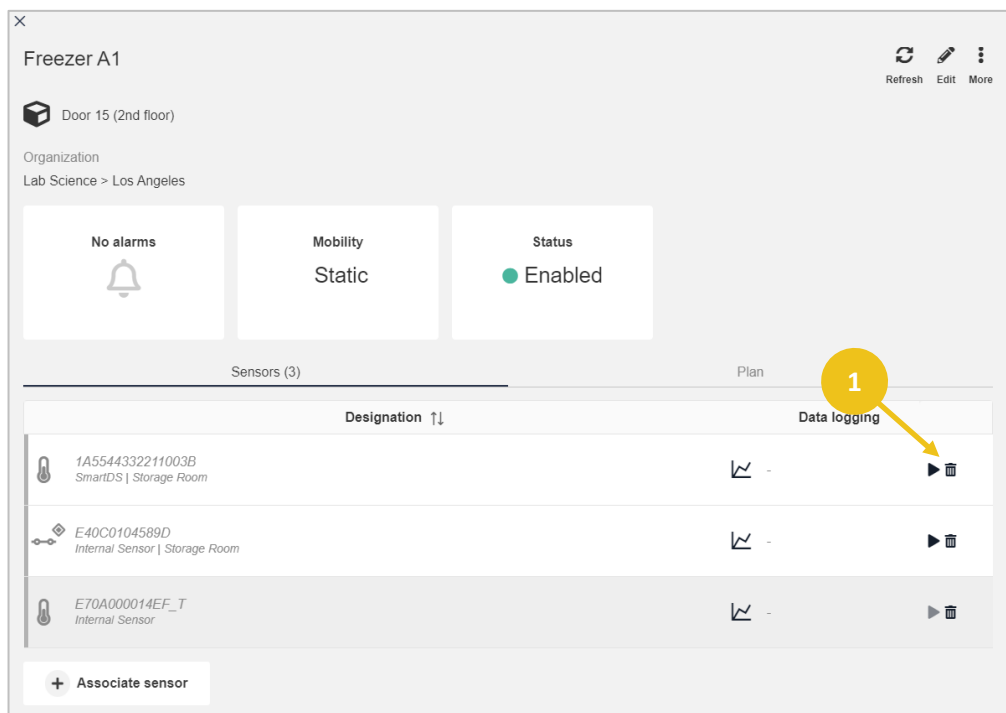 Freezer A1
Refresh Edit More
Door 15 (2nd floor)
Organization
Lab Science > Los Angeles
No alarms
Mobility
Static
Status
Enabled
Sensors (3)
Plan
1
Designation
Data logging
1A5544332211003B
SmartDS | Storage Room
-
E40C0104589D
Internal Sensor | Storage Room
-
E70A000014EF_T
Internal Sensor
-
+ Associate sensor